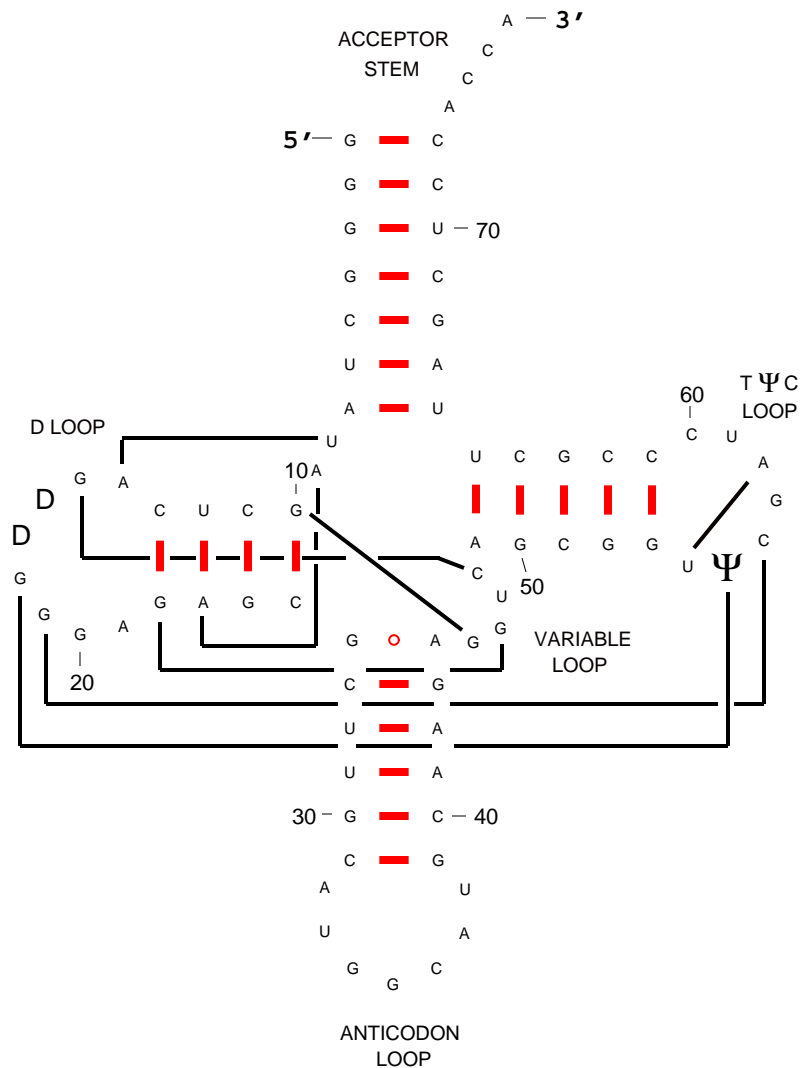 A — 3′
ACCEPTOR
STEM
C
C
A
5′ — G C
G C
G U — 70
G C
C G
U A
A U
T Ψ C
LOOP
60
C U
D LOOP
U
U C G C C
A
G A
10
A
G
D
C U C G
D
A G C G G U Ψ C
C
50
G
U
G A G C
G
G A
G A G G
VARIABLE
LOOP
20
C G
U A
U A
30 — G C — 40
C G
A U
U A
G C
G
ANTICODON
LOOP